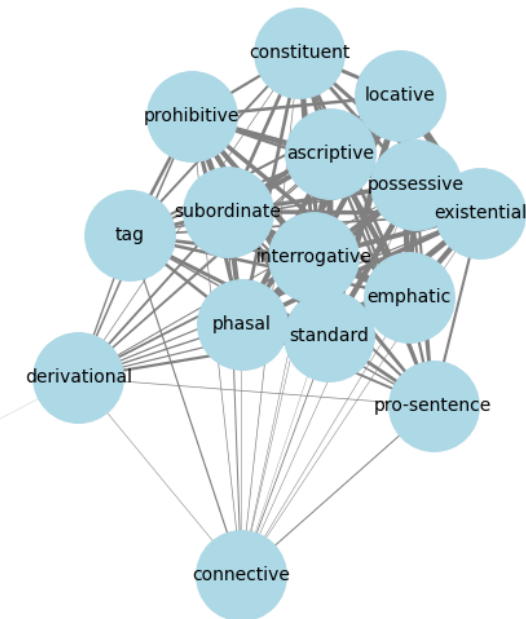 constituent
locative
prohibitive
ascriptive
possessive
subordinate
existential
tag
interrogative
emphatic
phasal
standard
derivational
pro-sentence
connective